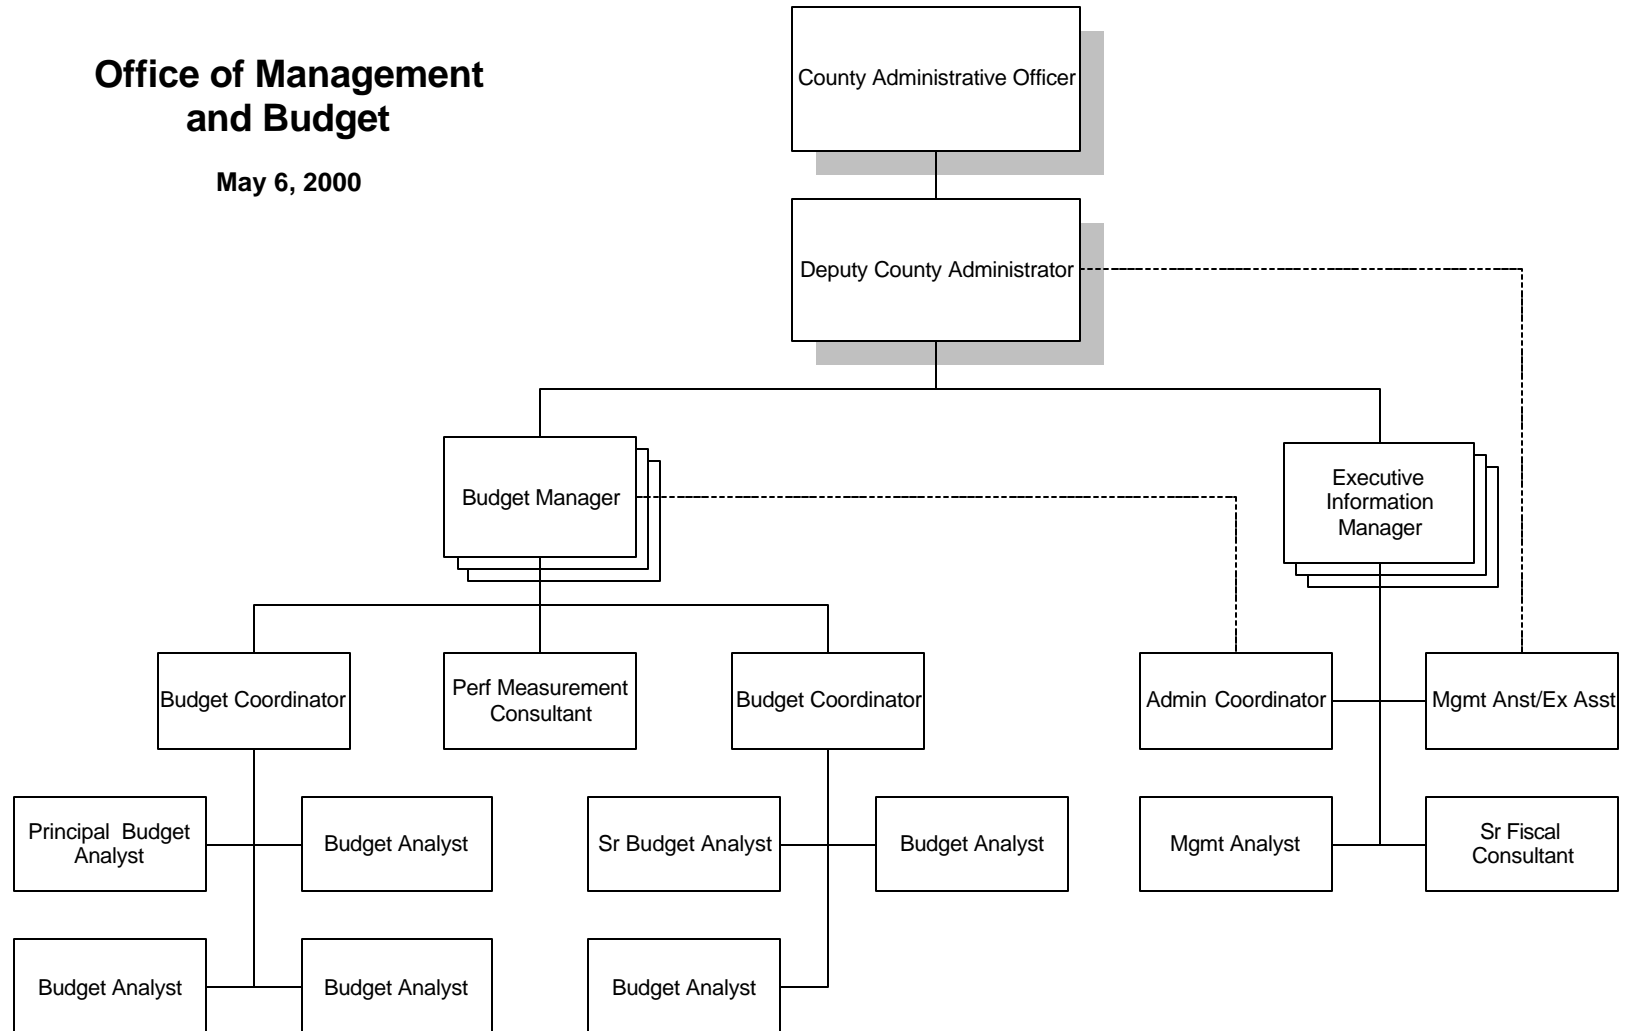 Office of Management
and Budget
May 6, 2000
County Administrative Officer
Deputy County Administrator
Budget Manager
Executive
Information
Manager
Budget Coordinator
Perf Measurement
Consultant
Budget Coordinator
Admin Coordinator
Mgmt Anst/Ex Asst
Principal Budget
Analyst
Budget Analyst
Sr Budget Analyst
Budget Analyst
Mgmt Analyst
Sr Fiscal
Consultant
Budget Analyst
Budget Analyst
Budget Analyst